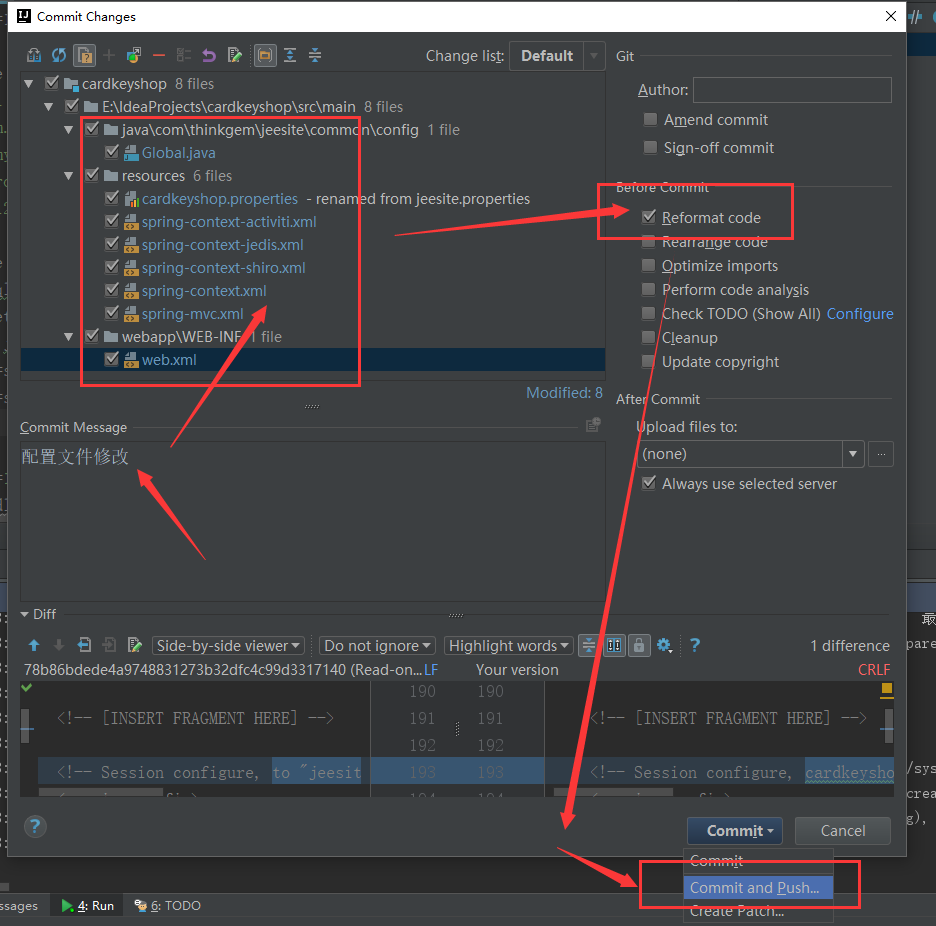 Commit Changes
Change list: Default
cardkeyshop 8 files
E:\IdeaProjects\cardkeyshop\src\main 8 files
java\com\thinkgem\jeesite\common\config 1 file
Global.java
resources 6 files
cardkeyshop.properties - renamed from jeesite.properties
spring-context-activiti.xml
spring-context-jedis.xml
spring-context-shiro.xml
spring-context.xml
spring-mvc.xml
webapp\WEB-INF 1 file
web.xml
Modified: 8
Git
Author:
Amend commit
Sign-off commit
Before Commit
Reformat code
Rearrange code
Optimize imports
Perform code analysis
Check TODO (Show All) Configure
Cleanup
Update copyright
After Commit
Upload files to:
(none)
...
Always use selected server
Commit Message
配置文件修改
Diff
Side-by-side viewer Do not ignore Highlight words ? 1 difference
78b86bdede4a9748831273b32dfc4c99d3317140 (Read-on... LF Your version CRLF
190 190
<!-- [INSERT FRAGMENT HERE] --> 191 191 <!-- [INSERT FRAGMENT HERE] -->
192 192
<!-- Session configure, to "jeesit 193 193 <!-- Session configure, cardkeysho
194 194
? Commit Cancel
Commit
Commit and Push...
Create Patch...
ssages 4: Run 6: TODO
最
pare
/sys
crea
g),